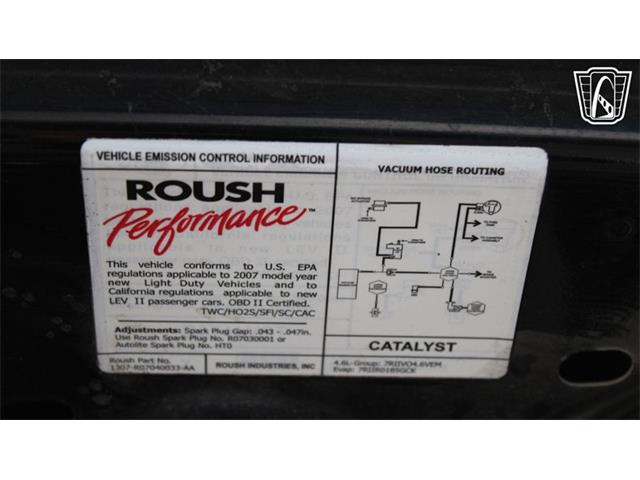 VEHICLE EMISSION CONTROL INFORMATION
ROUSH
Performance™
This vehicle conforms to U.S. EPA
regulations applicable to 2007 model year
new Light Duty Vehicles and to
California regulations applicable to new
LEV II passenger cars. OBD II Certified.
TWC/HO2S/SFI/SC/CAC
Adjustments: Spark Plug Gap: .043 - .047in.
Use Roush Spark Plug No. R07030001 or
Autolite Spark Plug No. HT0
Roush Part No.
1307-R07040033-AA
ROUSH INDUSTRIES, INC
VACUUM HOSE ROUTING
CATALYST
4.6L-Group: 7RIIV04.6VEM
Evap: 7RIIR0185GCK